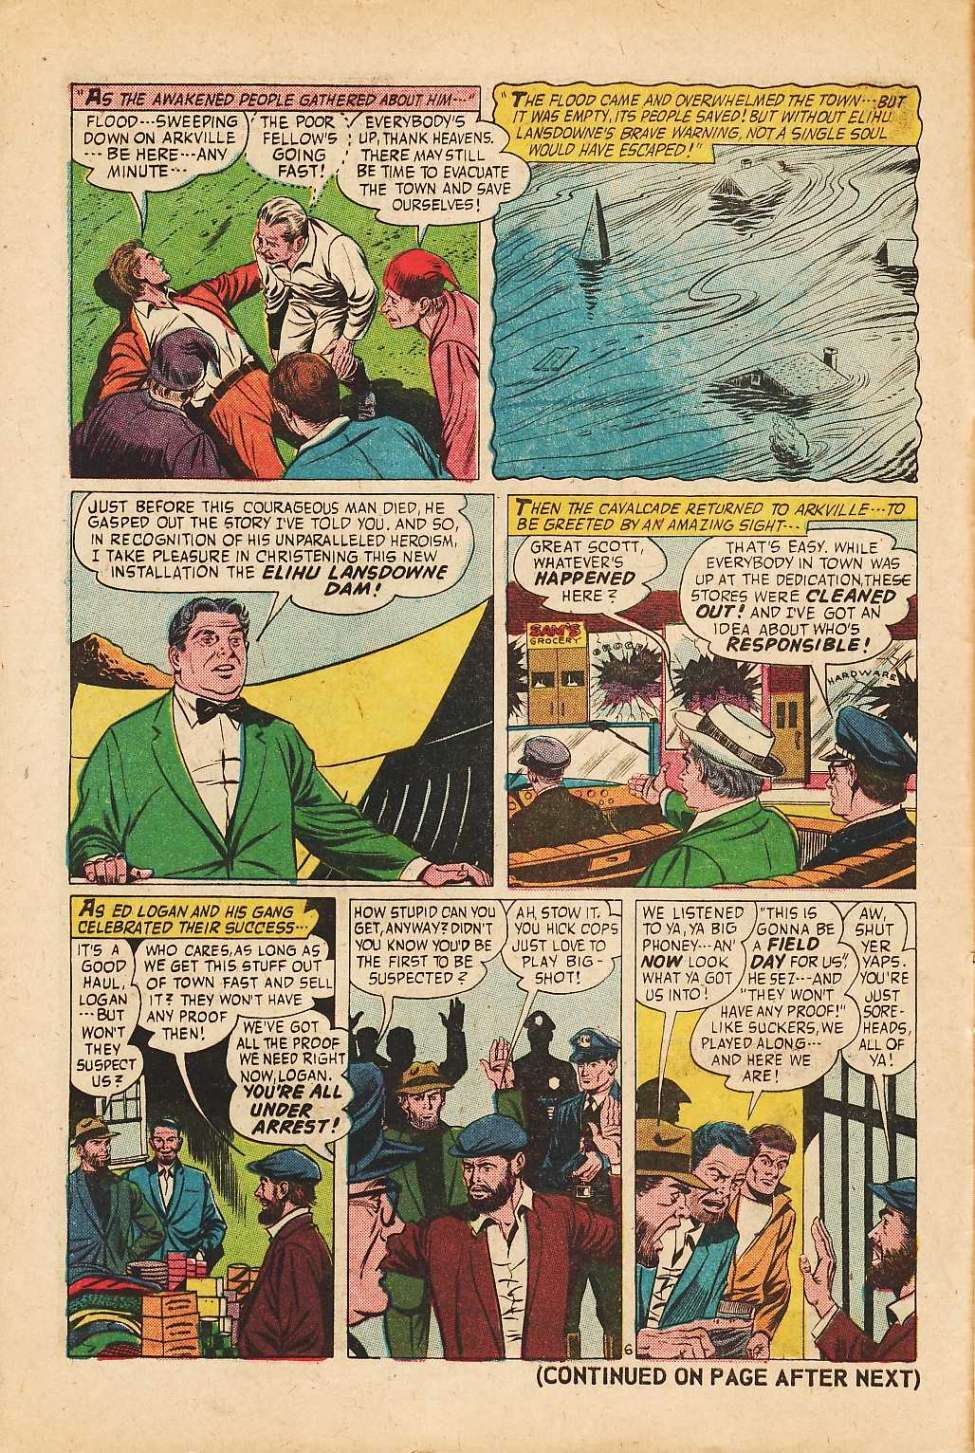 "AS THE AWAKENED PEOPLE GATHERED ABOUT HIM---"
FLOOD---SWEEPING
DOWN ON ARKVILLE
---BE HERE---ANY
MINUTE---
THE POOR
FELLOW'S
GOING
FAST!
EVERYBODY'S
UP, THANK HEAVENS.
THERE MAY STILL
BE TIME TO EVACUATE
THE TOWN AND SAVE
OURSELVES!
"THE FLOOD CAME AND OVERWHELMED THE TOWN---BUT
IT WAS EMPTY, ITS PEOPLE SAVED! BUT WITHOUT ELIHU
LANSDOWNE'S BRAVE WARNING, NOT A SINGLE SOUL
WOULD HAVE ESCAPED!"
JUST BEFORE THIS COURAGEOUS MAN DIED, HE
GASPED OUT THE STORY I'VE TOLD YOU. AND SO,
IN RECOGNITION OF HIS UNPARALLELED HEROISM,
I TAKE PLEASURE IN CHRISTENING THIS NEW
INSTALLATION THE ELIHU LANSDOWNE
DAM!
THEN THE CAVALCADE RETURNED TO ARKVILLE---TO
BE GREETED BY AN AMAZING SIGHT---
GREAT SCOTT,
WHATEVER'S
HAPPENED
HERE?
THAT'S EASY. WHILE
EVERYBODY IN TOWN WAS
UP AT THE DEDICATION, THESE
STORES WERE CLEANED
OUT! AND I'VE GOT AN
IDEA ABOUT WHO'S
RESPONSIBLE!
SAM'S
GROCERY
GROCE
HARDWARE
AS ED LOGAN AND HIS GANG
CELEBRATED THEIR SUCCESS---
IT'S A
GOOD
HAUL,
LOGAN
---BUT
WON'T
THEY
SUSPECT
US?
WHO CARES, AS LONG AS
WE GET THIS STUFF OUT
OF TOWN FAST AND SELL
IT? THEY WON'T HAVE
ANY PROOF
THEN!
WE'VE GOT
ALL THE PROOF
WE NEED RIGHT
NOW, LOGAN.
YOU'RE ALL
UNDER
ARREST!
HOW STUPID CAN YOU
GET, ANYWAY? DIDN'T
YOU KNOW YOU'D BE
THE FIRST TO BE
SUSPECTED?
AH, STOW IT.
YOU HICK COPS
JUST LOVE TO
PLAY BIG-
SHOT!
WE LISTENED
TO YA, YA BIG
PHONEY---AN'
NOW LOOK
WHAT YA GOT
US INTO!
"THIS IS
GONNA BE
A FIELD
DAY FOR US",
HE SEZ---AND
"THEY WON'T
HAVE ANY PROOF!"
LIKE SUCKERS, WE
PLAYED ALONG---
AND HERE WE
ARE!
AW,
SHUT
YER
YAPS.
YOU'RE
JUST
SORE-
HEADS,
ALL OF
YA!
6
(CONTINUED ON PAGE AFTER NEXT)